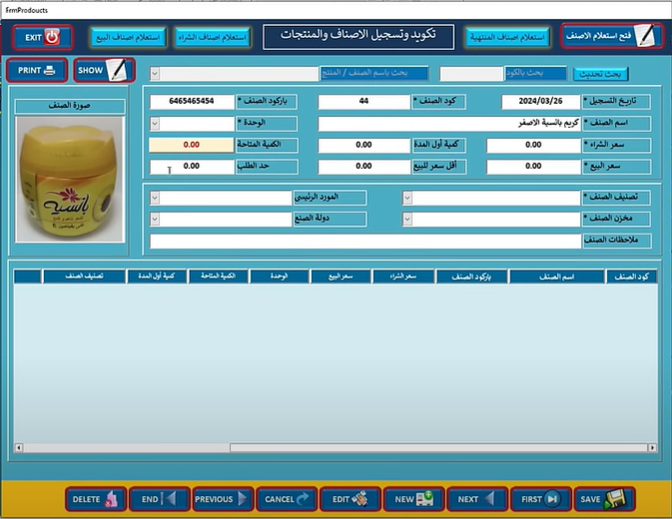 frmProdoucts
فتح استعلام الاصنف
استعلام اصناف المنتهية
تكويد وتسجيل الاصناف والمنتجات
استعلام اصناف الشراء
استعلام اصناف البيع
EXIT
بحث تحديث
بحث بالكود
بحث باسم الصنف / المنتج
SHOW
PRINT
تاريخ التسجيل * 2024/03/26
كود الصنف * 44
باركود الصنف * 6465465454
اسم الصنف * كريم بانسية الاصفر
الوحدة *
سعر الشراء * 0.00
كمية أول المدة 0.00
الكمية المتاحة 0.00
سعر البيع * 0.00
أقل سعر للبيع 0.00
حد الطلب 0.00
تصنيف الصنف *
المورد الرئيسي
مخزن الصنف *
دولة الصنع
ملاحظات الصنف
صورة الصنف
بانسيه
كود الصنف اسم الصنف باركود الصنف سعر الشراء سعر البيع الوحدة الكمية المتاحة كمية أول المدة تصنيف الصنف
DELETE END PREVIOUS CANCEL EDIT NEW NEXT FIRST SAVE